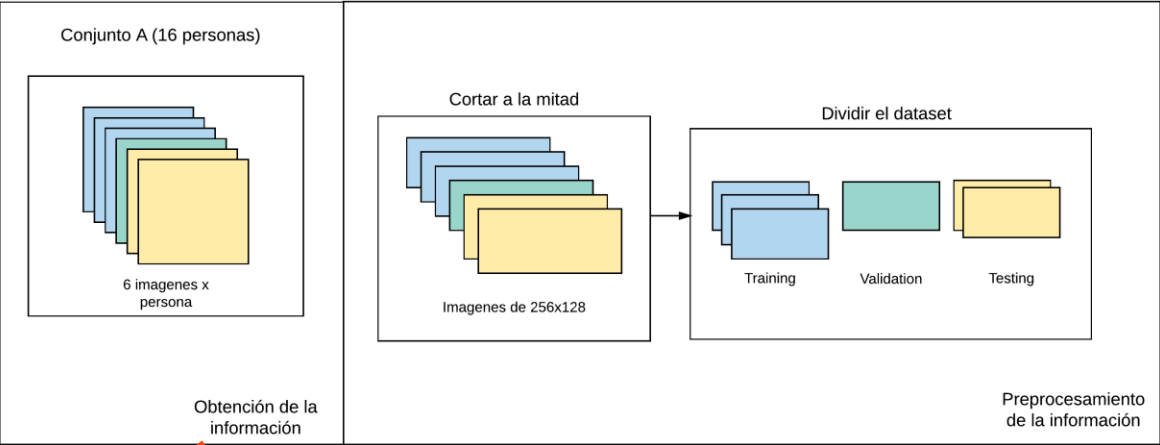 Conjunto A (16 personas)
6 imagenes x
persona
Obtención de la
información
Cortar a la mitad
Imagenes de 256x128
Dividir el dataset
Training
Validation
Testing
Preprocesamiento
de la información